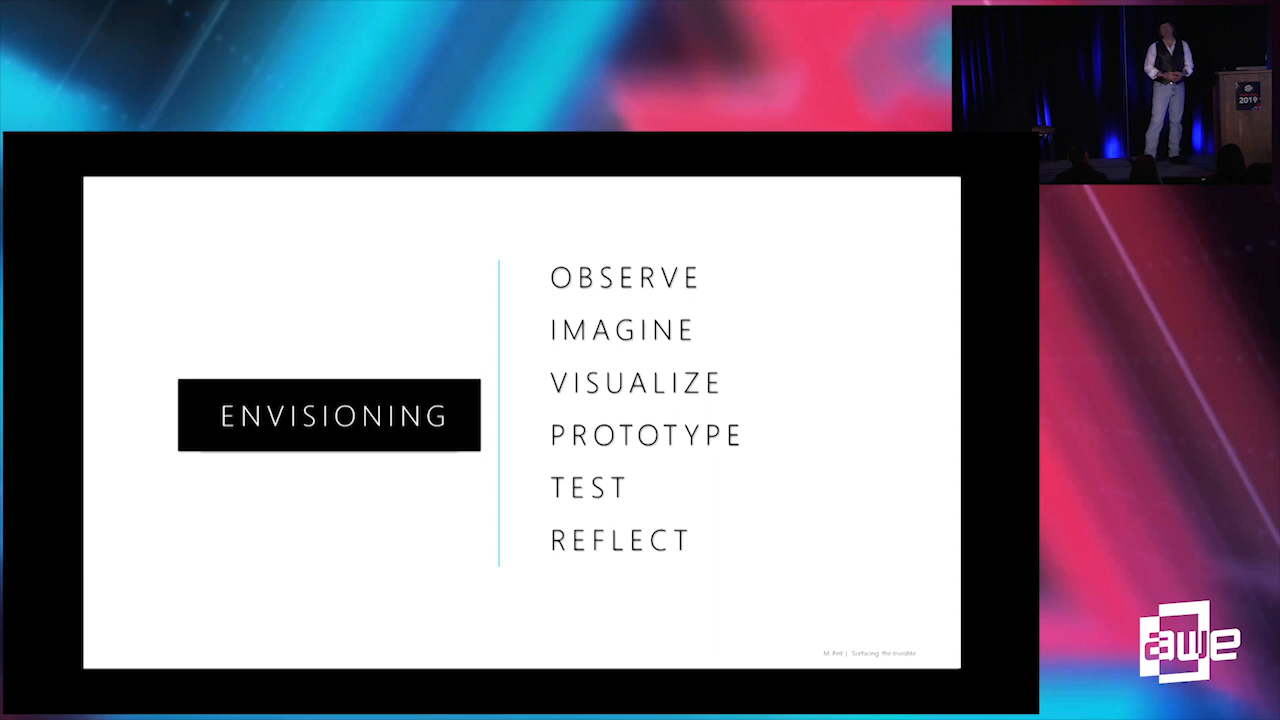 2019
ENVISIONING
OBSERVE
IMAGINE
VISUALIZE
PROTOTYPE
TEST
REFLECT
M. Pell | Surfacing the Invisible
awe